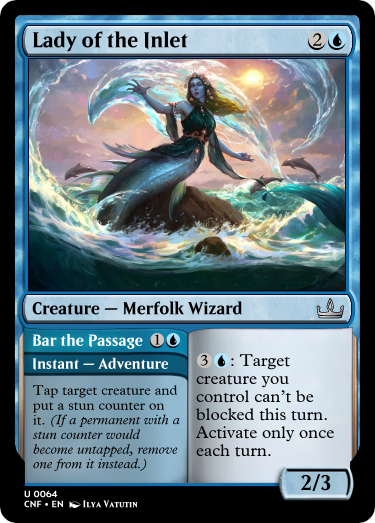 Lady of the Inlet 2
Creature — Merfolk Wizard
Bar the Passage 1
Instant — Adventure
Tap target creature and
put a stun counter on
it. (If a permanent with a
stun counter would
become untapped, remove
one from it instead.)
3 : Target
creature you
control can't be
blocked this turn.
Activate only once
each turn.
2/3
U 0064
CNF • EN Ilya Vatutin